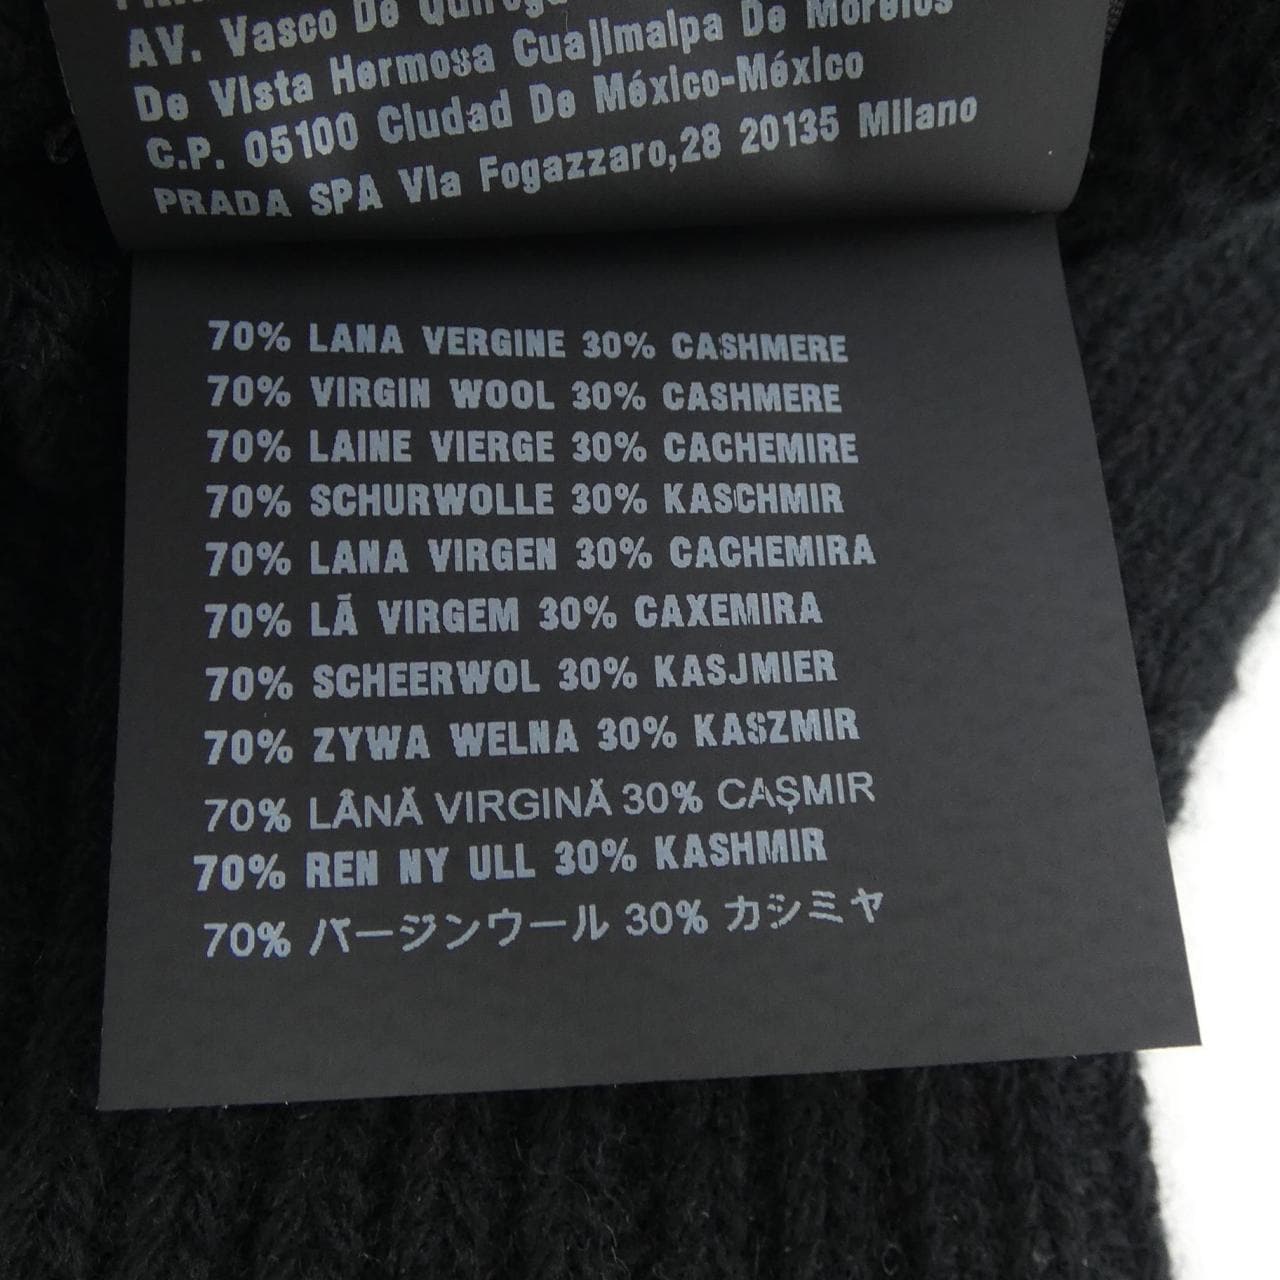 AV. Vasco De Quiroga
De Vista Hermosa Cuajimalpa De Morelos
C.P. 05100 Ciudad De México-México
PRADA SPA Via Fogazzaro,28 20135 Milano
70% LANA VERGINE 30% CASHMERE
70% VIRGIN WOOL 30% CASHMERE
70% LAINE VIERGE 30% CACHEMIRE
70% SCHURWOLLE 30% KASCHMIR
70% LANA VIRGEN 30% CACHEMIRA
70% LÃ VIRGEM 30% CAXEMIRA
70% SCHEERWOL 30% KASJMIER
70% ZYWA WELNA 30% KASZMIR
70% LÂNĂ VIRGINĂ 30% CAŞMIR
70% REN NY ULL 30% KASHMIR
70% バージンウール 30% カシミヤ